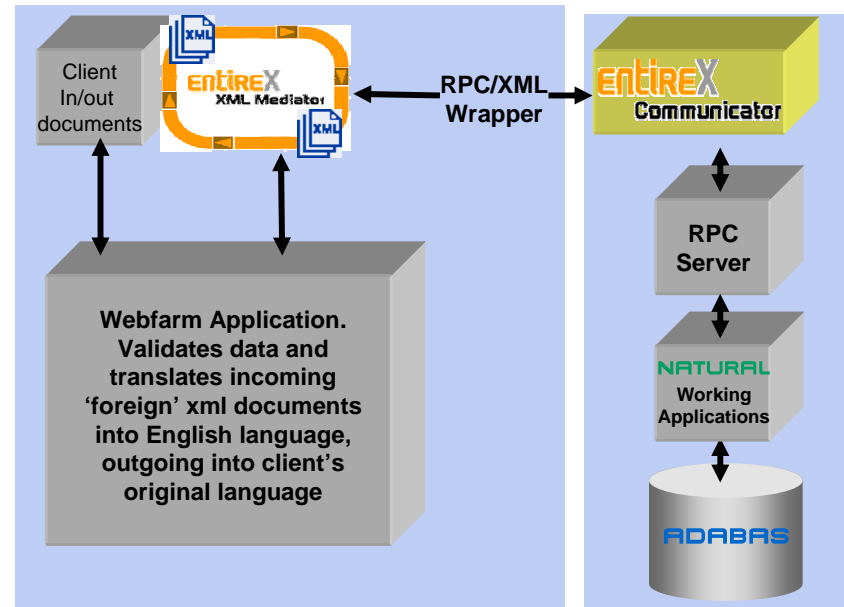 Client
In/out
documents
XML
EntireX
XML Mediator
XML
RPC/XML
Wrapper
EntireX
Communicator
RPC
Server
NATURAL
Working
Applications
ADABAS
Webfarm Application.
Validates data and
translates incoming
‘foreign’ xml documents
into English language,
outgoing into client’s
original language